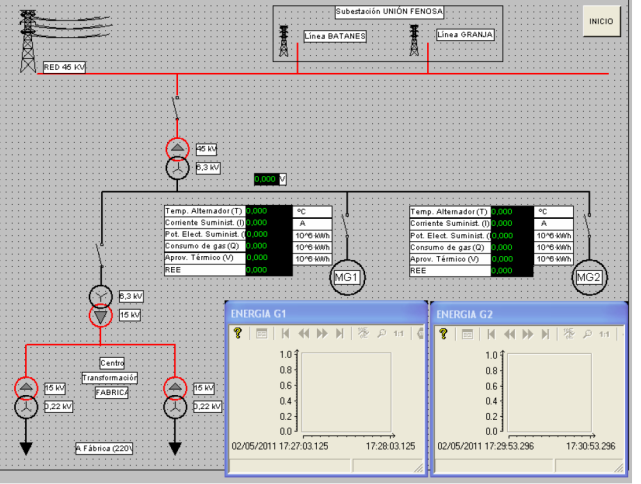 Subestación UNIÓN FENOSA
INICIO
Línea BATANES
Línea GRANJA
RED 45 KV
45 kV
6,3 kV
0,000 V
Temp. Alternador (T) 0,000 ºC
Corriente Suminist. (I) 0,000 A
Pot. Elect. Suminist. ( 0,000 10^6 kWh
Consumo de gas (Q) 0,000 10^6 kWh
Aprov. Térmico (V) 0,000 10^6 kWh
REE 0,000
MG1
Temp. Alternador (T) 0,000 ºC
Corriente Suminist. (I) 0,000 A
Pot. Elect. Suminist. ( 0,000 10^6 kWh
Consumo de gas (Q) 0,000 10^6 kWh
Aprov. Térmico (V) 0,000 10^6 kWh
REE 0,000
MG2
6,3 kV
15 kV
Centro
Transformación
FABRICA
15 kV
0,22 kV
15 kV
0,22 kV
A Fábrica (220V
ENERGIA G1
? 1:1
1.0
0.8
0.6
0.4
0.2
0.0
02/05/2011 17:27:03.125 17:28:03.125
ENERGIA G2
? 1:1
1.0
0.8
0.6
0.4
0.2
0.0
02/05/2011 17:29:53.296 17:30:53.296